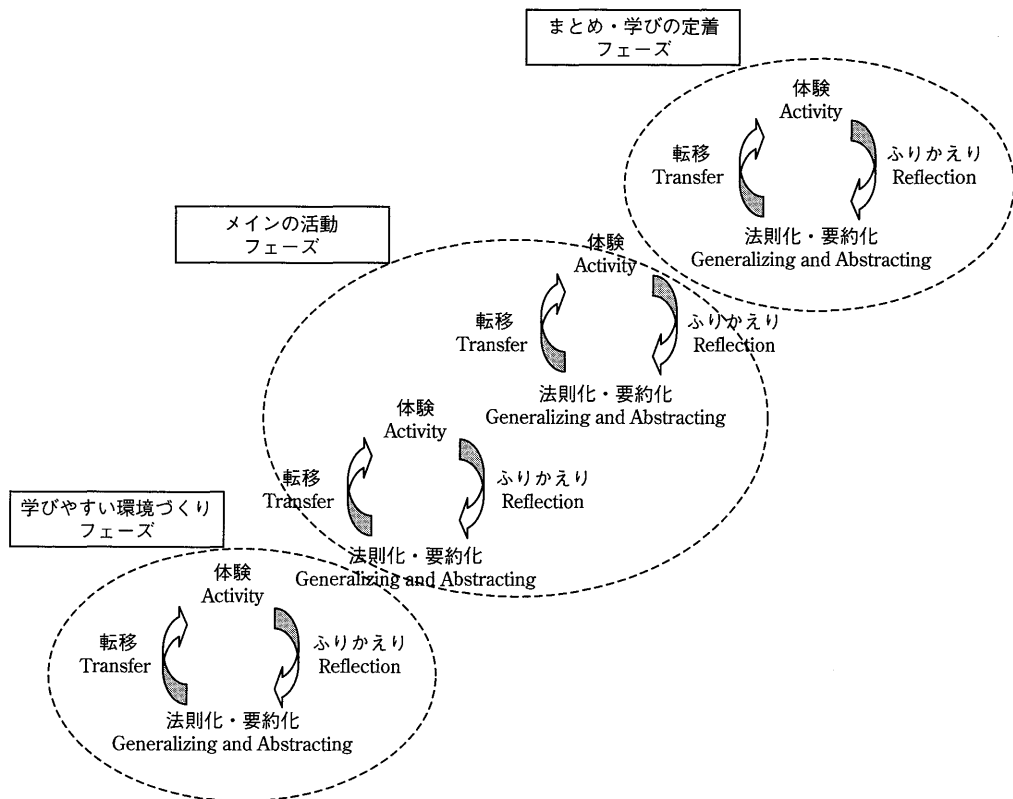 まとめ・学びの定着
フェーズ
体験
Activity
転移
Transfer
ふりかえり
Reflection
法則化・要約化
Generalizing and Abstracting
メインの活動
フェーズ
体験
Activity
転移
Transfer
ふりかえり
Reflection
法則化・要約化
Generalizing and Abstracting
体験
Activity
転移
Transfer
ふりかえり
Reflection
法則化・要約化
Generalizing and Abstracting
学びやすい環境づくり
フェーズ
体験
Activity
転移
Transfer
ふりかえり
Reflection
法則化・要約化
Generalizing and Abstracting